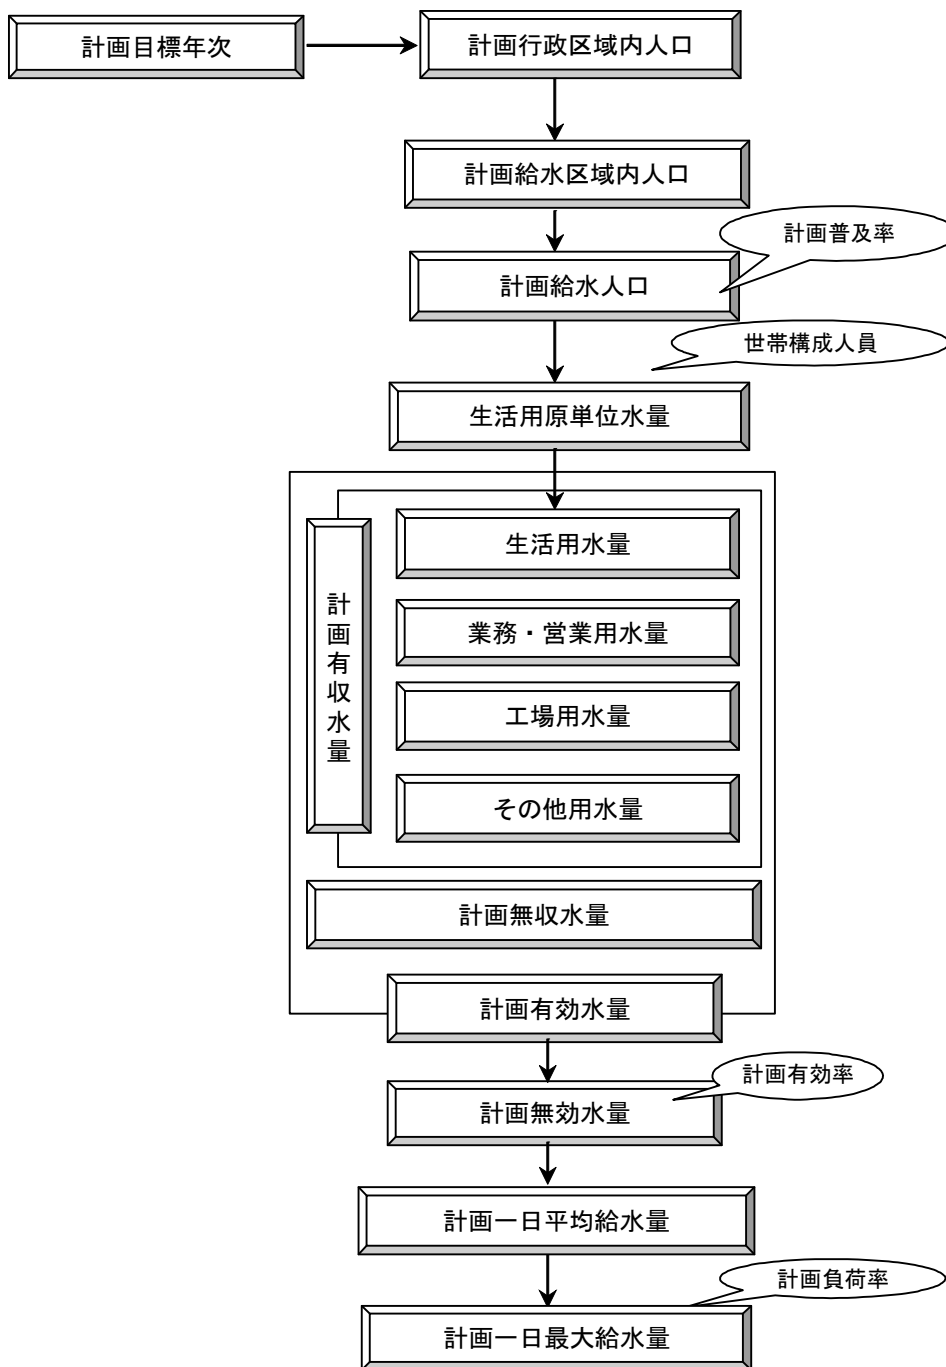 計画目標年次
計画行政区域内人口
計画給水区域内人口
計画普及率
計画給水人口
世帯構成人員
生活用原単位水量
計画有収水量
生活用水量
業務・営業用水量
工場用水量
その他用水量
計画無収水量
計画有効水量
計画有効率
計画無効水量
計画一日平均給水量
計画負荷率
計画一日最大給水量